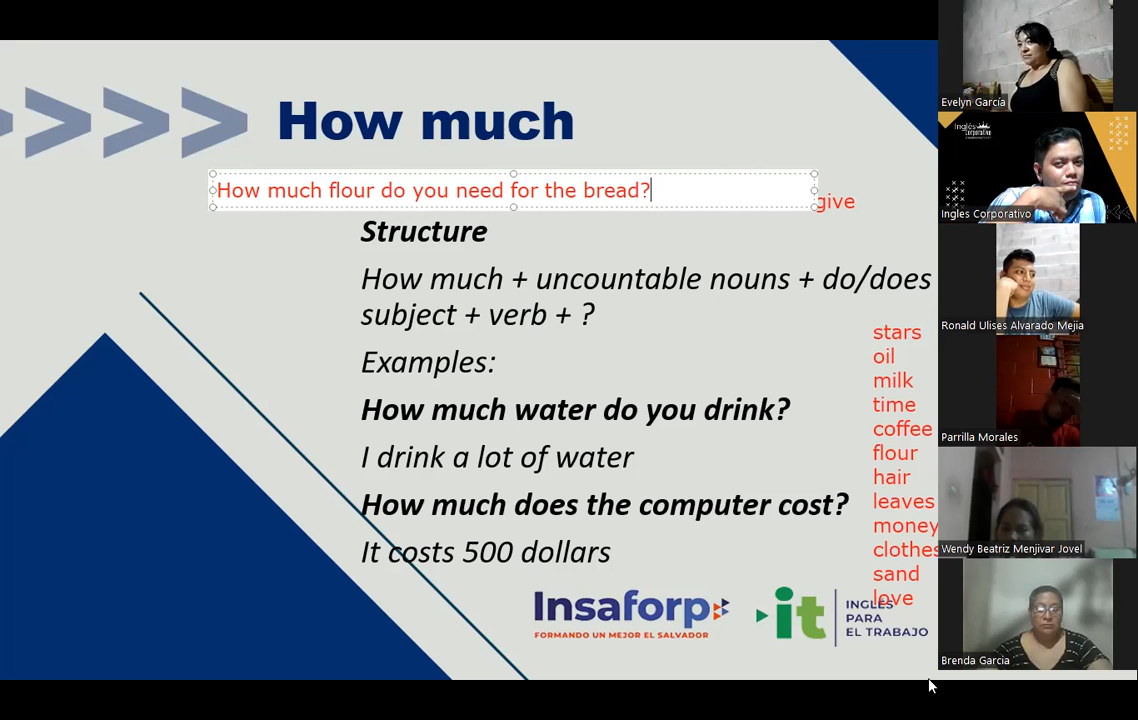 How much
How much flour do you need for the bread?
give
Structure
How much + uncountable nouns + do/does
subject + verb + ?
Examples:
How much water do you drink?
I drink a lot of water
How much does the computer cost?
It costs 500 dollars
stars
oil
milk
time
coffee
flour
hair
leaves
money
clothes
sand
love
Insaforp
FORMANDO UN MEJOR EL SALVADOR
it
INGLÉS
PARA
EL TRABAJO
Evelyn García
Inglés
Corporativo
Ingles Corporativo
Ronald Ulises Alvarado Mejia
Parrilla Morales
Wendy Beatriz Menjivar Jovel
Brenda Garcia